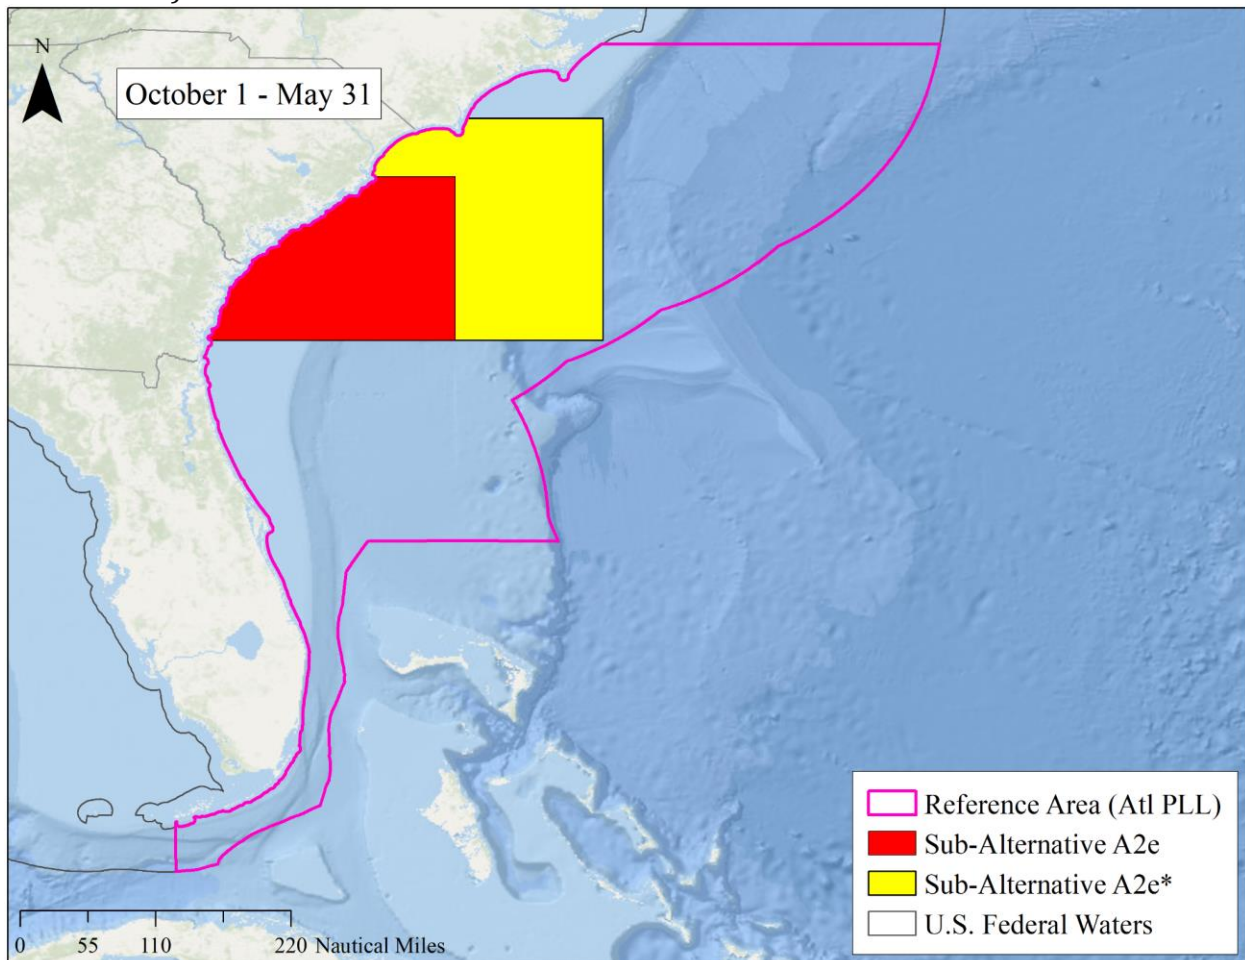 N
October 1 - May 31
Reference Area (Atl PLL)
Sub-Alternative A2e
Sub-Alternative A2e*
U.S. Federal Waters
0 55 110 220 Nautical Miles